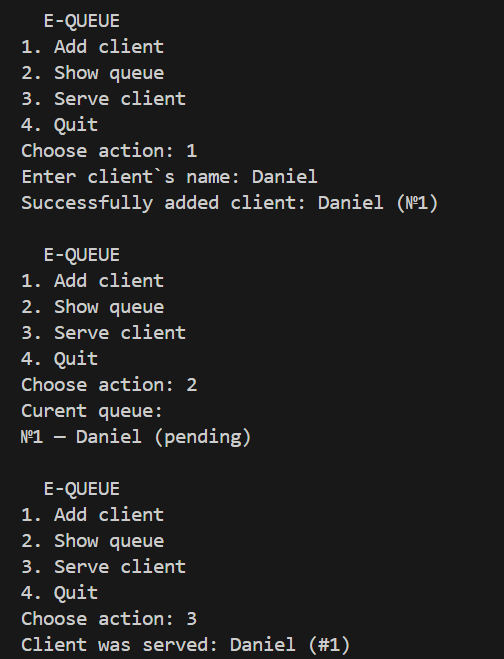 E-QUEUE
1. Add client
2. Show queue
3. Serve client
4. Quit
Choose action: 1
Enter client`s name: Daniel
Successfully added client: Daniel (№1)
E-QUEUE
1. Add client
2. Show queue
3. Serve client
4. Quit
Choose action: 2
Curent queue:
№1 — Daniel (pending)
E-QUEUE
1. Add client
2. Show queue
3. Serve client
4. Quit
Choose action: 3
Client was served: Daniel (#1)